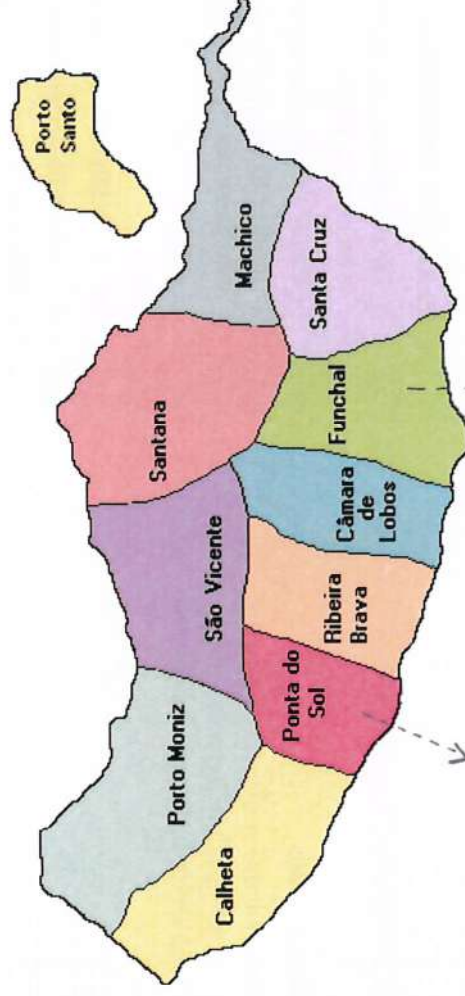 Porto
Santo
Machico
Santana
Santa Cruz
São Vicente
Funchal
Porto Moniz
Câmara
de
Lobos
Ribeira
Brava
Ponta do
Sol
Calheta